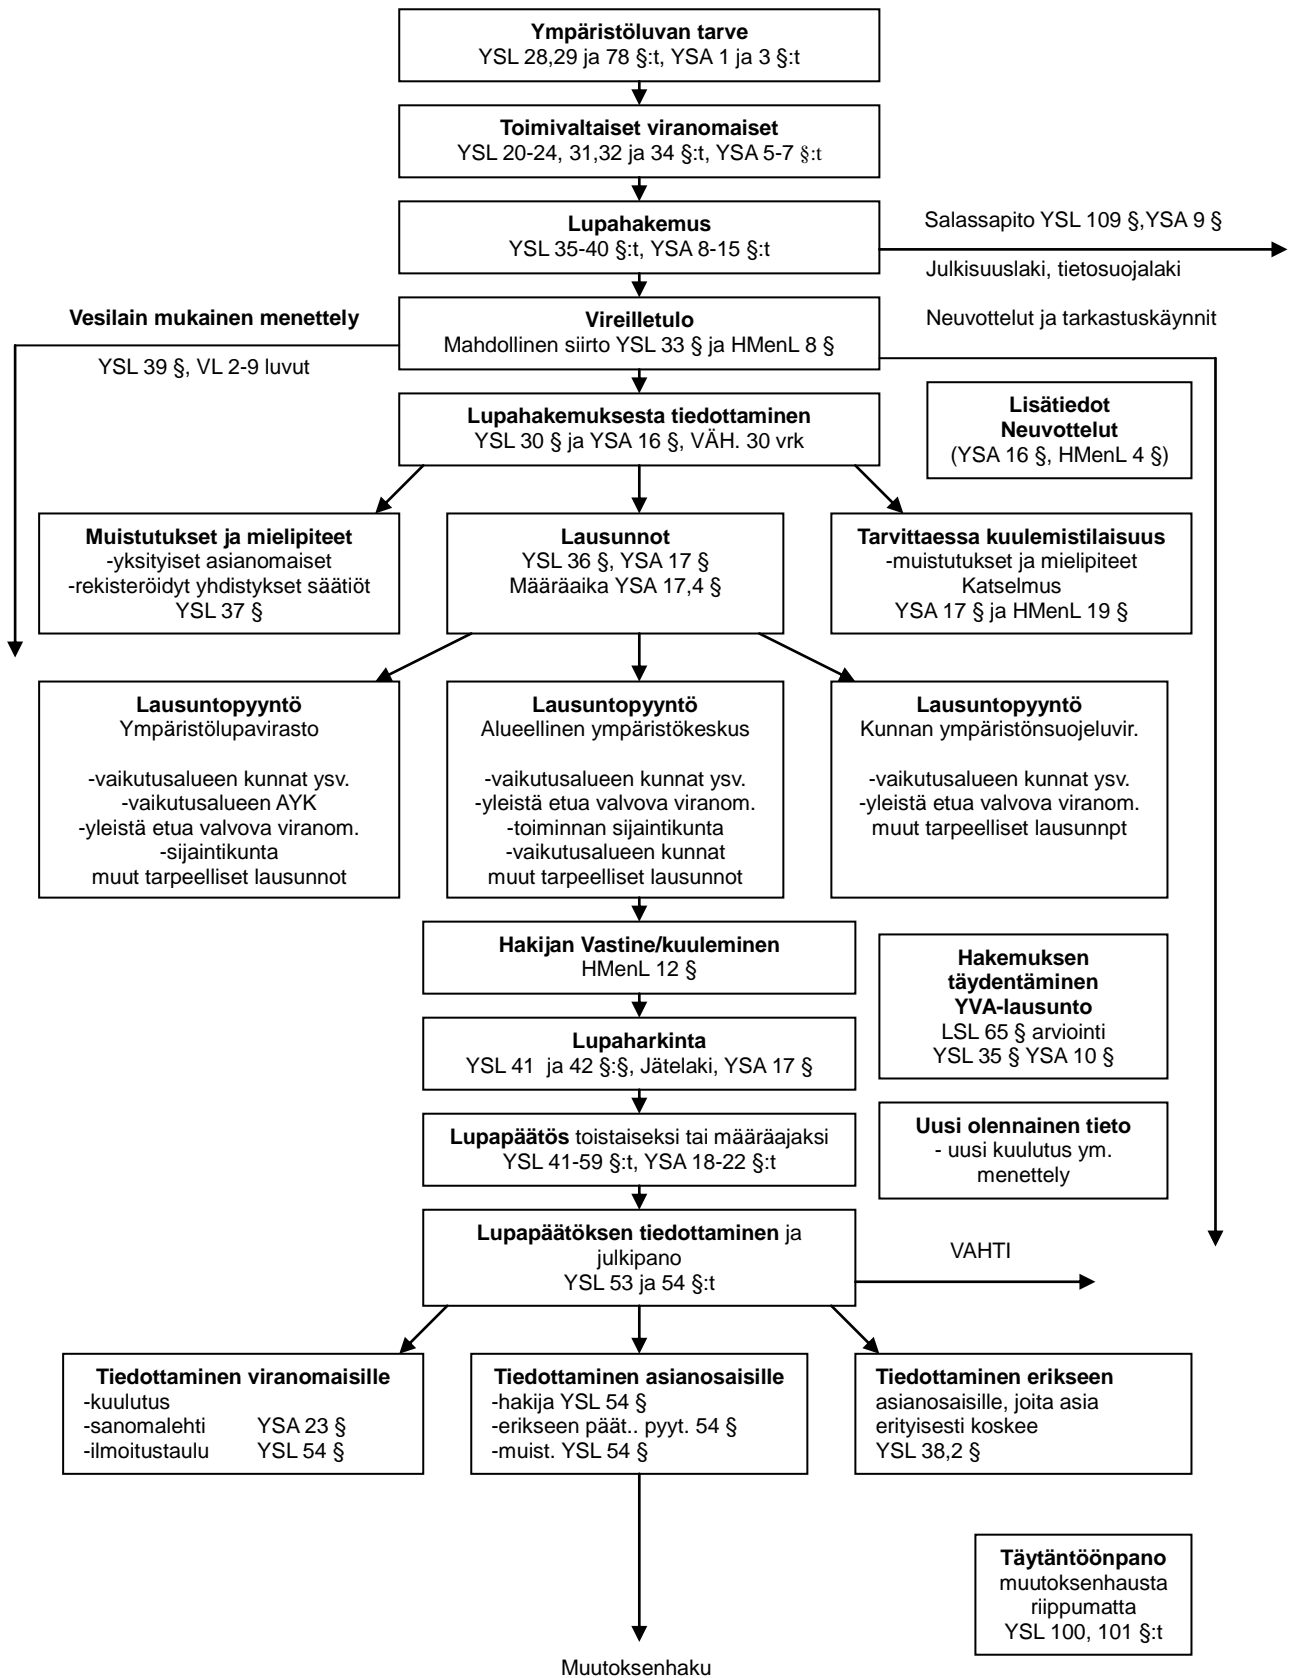 Ympäristöluvan tarve
YSL 28,29 ja 78 §:t, YSA 1 ja 3 §:t
Toimivaltaiset viranomaiset
YSL 20-24, 31,32 ja 34 §:t, YSA 5-7 §:t
Lupahakemus
YSL 35-40 §:t, YSA 8-15 §:t
Salassapito YSL 109 §,YSA 9 §
Julkisuuslaki, tietosuojalaki
Vesilain mukainen menettely
YSL 39 §, VL 2-9 luvut
Vireilletulo
Mahdollinen siirto YSL 33 § ja HMenL 8 §
Neuvottelut ja tarkastuskäynnit
Lupahakemuksesta tiedottaminen
YSL 30 § ja YSA 16 §, VÄH. 30 vrk
Lisätiedot
Neuvottelut
(YSA 16 §, HMenL 4 §)
Muistutukset ja mielipiteet
-yksityiset asianomaiset
-rekisteröidyt yhdistykset säätiöt
YSL 37 §
Lausunnot
YSL 36 §, YSA 17 §
Määräaika YSA 17,4 §
Tarvittaessa kuulemistilaisuus
-muistutukset ja mielipiteet
Katselmus
YSA 17 § ja HMenL 19 §
Lausuntopyyntö
Ympäristölupavirasto
-vaikutusalueen kunnat ysv.
-vaikutusalueen AYK
-yleistä etua valvova viranom.
-sijaintikunta
muut tarpeelliset lausunnot
Lausuntopyyntö
Alueellinen ympäristökeskus
-vaikutusalueen kunnat ysv.
-yleistä etua valvova viranom.
-toiminnan sijaintikunta
-vaikutusalueen kunnat
muut tarpeelliset lausunnot
Lausuntopyyntö
Kunnan ympäristönsuojeluvir.
-vaikutusalueen kunnat ysv.
-yleistä etua valvova viranom.
muut tarpeelliset lausunnpt
Hakijan Vastine/kuuleminen
HMenL 12 §
Hakemuksen
täydentäminen
YVA-lausunto
LSL 65 § arviointi
YSL 35 § YSA 10 §
Lupaharkinta
YSL 41 ja 42 §:§, Jätelaki, YSA 17 §
Lupapäätös toistaiseksi tai määräajaksi
YSL 41-59 §:t, YSA 18-22 §:t
Uusi olennainen tieto
- uusi kuulutus ym.
menettely
Lupapäätöksen tiedottaminen ja
julkipano
YSL 53 ja 54 §:t
VAHTI
Tiedottaminen viranomaisille
-kuulutus
-sanomalehti YSA 23 §
-ilmoitustaulu YSL 54 §
Tiedottaminen asianosaisille
-hakija YSL 54 §
-erikseen päät.. pyyt. 54 §
-muist. YSL 54 §
Tiedottaminen erikseen
asianosaisille, joita asia
erityisesti koskee
YSL 38,2 §
Täytäntöönpano
muutoksenhausta
riippumatta
YSL 100, 101 §:t
Muutoksenhaku